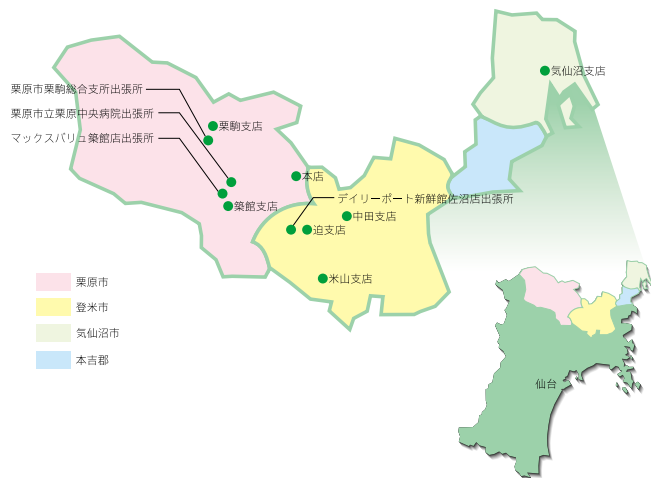 気仙沼支店
栗原市栗駒総合支所出張所
栗原市立栗原中央病院出張所
栗駒支店
マックスバリュ築館店出張所
本店
デイリーポート新鮮館佐沼店出張所
築館支店
中田支店
迫支店
米山支店
栗原市
登米市
気仙沼市
本吉郡
仙台